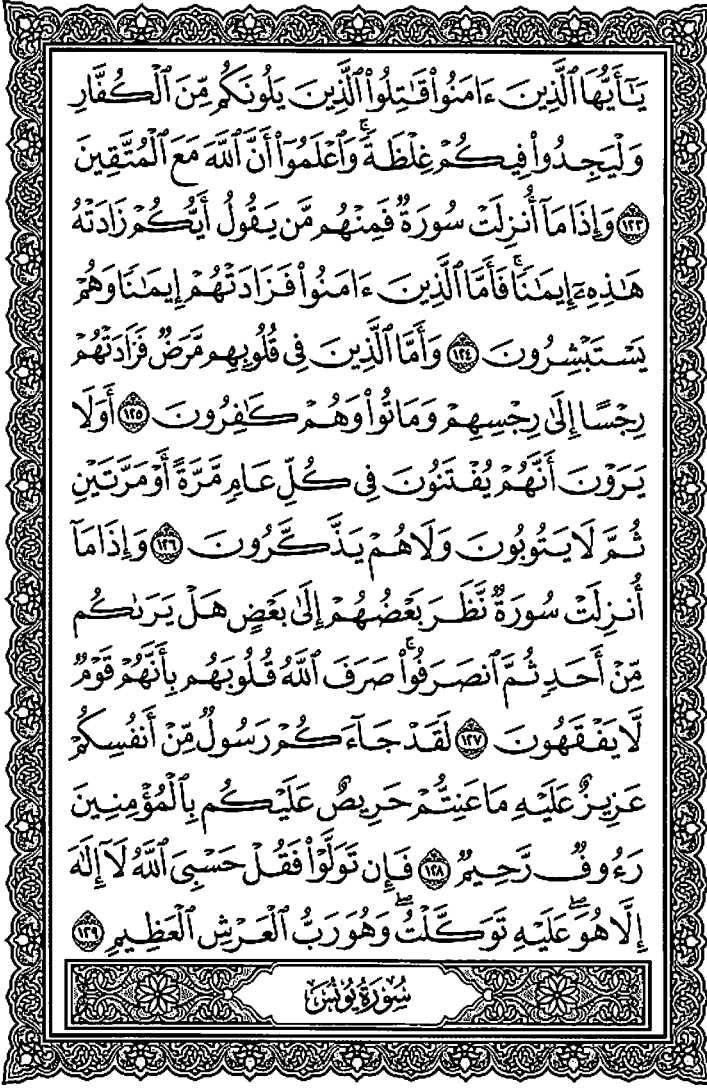 يَٰٓأَيُّهَا ٱلَّذِينَ ءَامَنُوا۟ قَٰتِلُوا۟ ٱلَّذِينَ يَلُونَكُم مِّنَ ٱلْكُفَّارِ
وَلْيَجِدُوا۟ فِيكُمْ غِلْظَةً ۚ وَٱعْلَمُوٓا۟ أَنَّ ٱللَّهَ مَعَ ٱلْمُتَّقِينَ
١٢٣ وَإِذَا مَآ أُنزِلَتْ سُورَةٌ فَمِنْهُم مَّن يَقُولُ أَيُّكُمْ زَادَتْهُ
هَٰذِهِۦٓ إِيمَٰنًا ۚ فَأَمَّا ٱلَّذِينَ ءَامَنُوا۟ فَزَادَتْهُمْ إِيمَٰنًا وَهُمْ
يَسْتَبْشِرُونَ ١٢٤ وَأَمَّا ٱلَّذِينَ فِى قُلُوبِهِم مَّرَضٌ فَزَادَتْهُمْ
رِجْسًا إِلَىٰ رِجْسِهِمْ وَمَاتُوا۟ وَهُمْ كَٰفِرُونَ ١٢٥ أَوَلَا
يَرَوْنَ أَنَّهُمْ يُفْتَنُونَ فِى كُلِّ عَامٍ مَّرَّةً أَوْ مَرَّتَيْنِ
ثُمَّ لَا يَتُوبُونَ وَلَا هُمْ يَذَّكَّرُونَ ١٢٦ وَإِذَا مَآ
أُنزِلَتْ سُورَةٌ نَّظَرَ بَعْضُهُمْ إِلَىٰ بَعْضٍ هَلْ يَرَىٰكُم
مِّنْ أَحَدٍ ثُمَّ ٱنصَرَفُوا۟ ۚ صَرَفَ ٱللَّهُ قُلُوبَهُم بِأَنَّهُمْ قَوْمٌ
لَّا يَفْقَهُونَ ١٢٧ لَقَدْ جَآءَكُمْ رَسُولٌ مِّنْ أَنفُسِكُمْ
عَزِيزٌ عَلَيْهِ مَا عَنِتُّمْ حَرِيصٌ عَلَيْكُم بِٱلْمُؤْمِنِينَ
رَءُوفٌ رَّحِيمٌ ١٢٨ فَإِن تَوَلَّوْا۟ فَقُلْ حَسْبِىَ ٱللَّهُ لَآ إِلَٰهَ
إِلَّا هُوَ ۖ عَلَيْهِ تَوَكَّلْتُ ۖ وَهُوَ رَبُّ ٱلْعَرْشِ ٱلْعَظِيمِ ١٢٩
سُورَةُ يُونُسَ